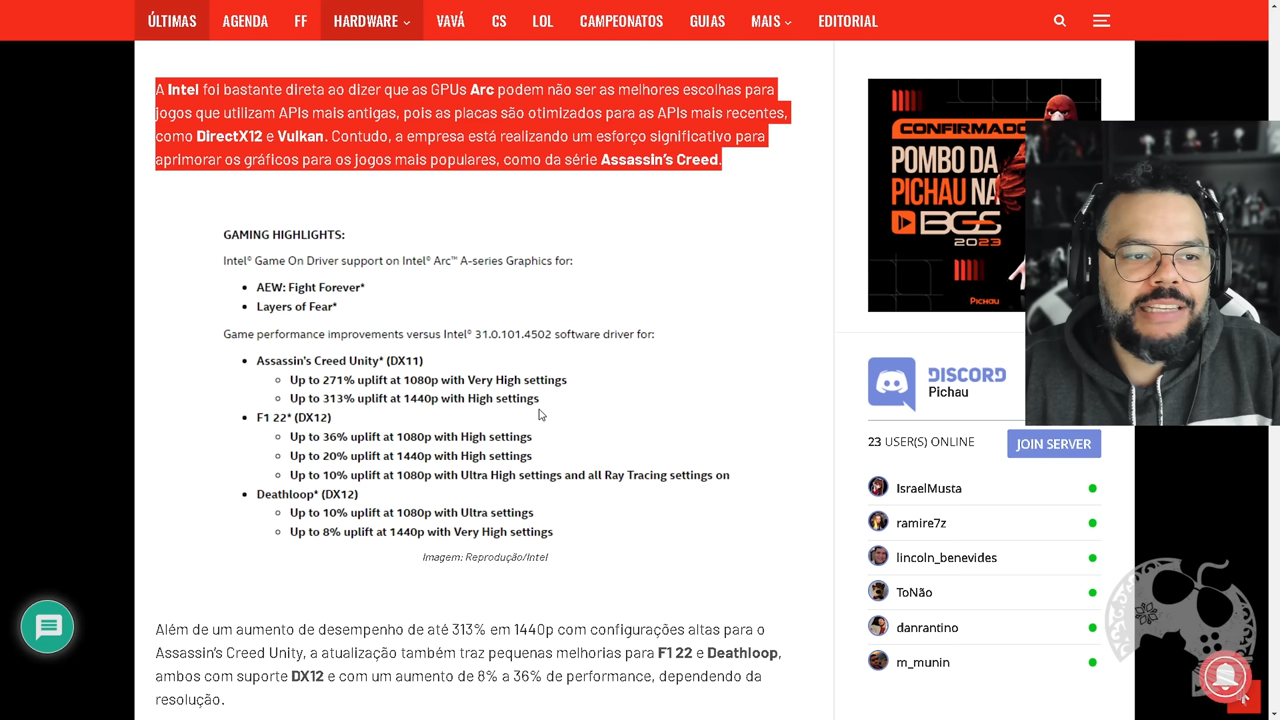 ÚLTIMAS AGENDA FF HARDWARE VAVÁ CS LOL CAMPEONATOS GUIAS MAIS EDITORIAL
A Intel foi bastante direta ao dizer que as GPUs Arc podem não ser as melhores escolhas para
jogos que utilizam APIs mais antigas, pois as placas são otimizados para as APIs mais recentes,
como DirectX12 e Vulkan. Contudo, a empresa está realizando um esforço significativo para
aprimorar os gráficos para os jogos mais populares, como da série Assassin's Creed.
GAMING HIGHLIGHTS:
Intel® Game On Driver support on Intel® Arc™ A-series Graphics for:
• AEW: Fight Forever*
• Layers of Fear*
Game performance improvements versus Intel® 31.0.101.4502 software driver for:
• Assassin's Creed Unity* (DX11)
○ Up to 271% uplift at 1080p with Very High settings
○ Up to 313% uplift at 1440p with High settings
• F1 22* (DX12)
○ Up to 36% uplift at 1080p with High settings
○ Up to 20% uplift at 1440p with High settings
○ Up to 10% uplift at 1080p with Ultra High settings and all Ray Tracing settings on
• Deathloop* (DX12)
○ Up to 10% uplift at 1080p with Ultra settings
○ Up to 8% uplift at 1440p with Very High settings
Imagem: Reprodução/Intel
Além de um aumento de desempenho de até 313% em 1440p com configurações altas para o
Assassin's Creed Unity, a atualização também traz pequenas melhorias para F1 22 e Deathloop,
ambos com suporte DX12 e com um aumento de 8% a 36% de performance, dependendo da
resolução.
CONFIRMADO
POMBO DA
PICHAU NA
BGS
2023
PICHAU
DISCORD
Pichau
23 USER(S) ONLINE JOIN SERVER
IsraelMusta
ramire7z
lincoln_benevides
ToNão
danrantino
m_munin